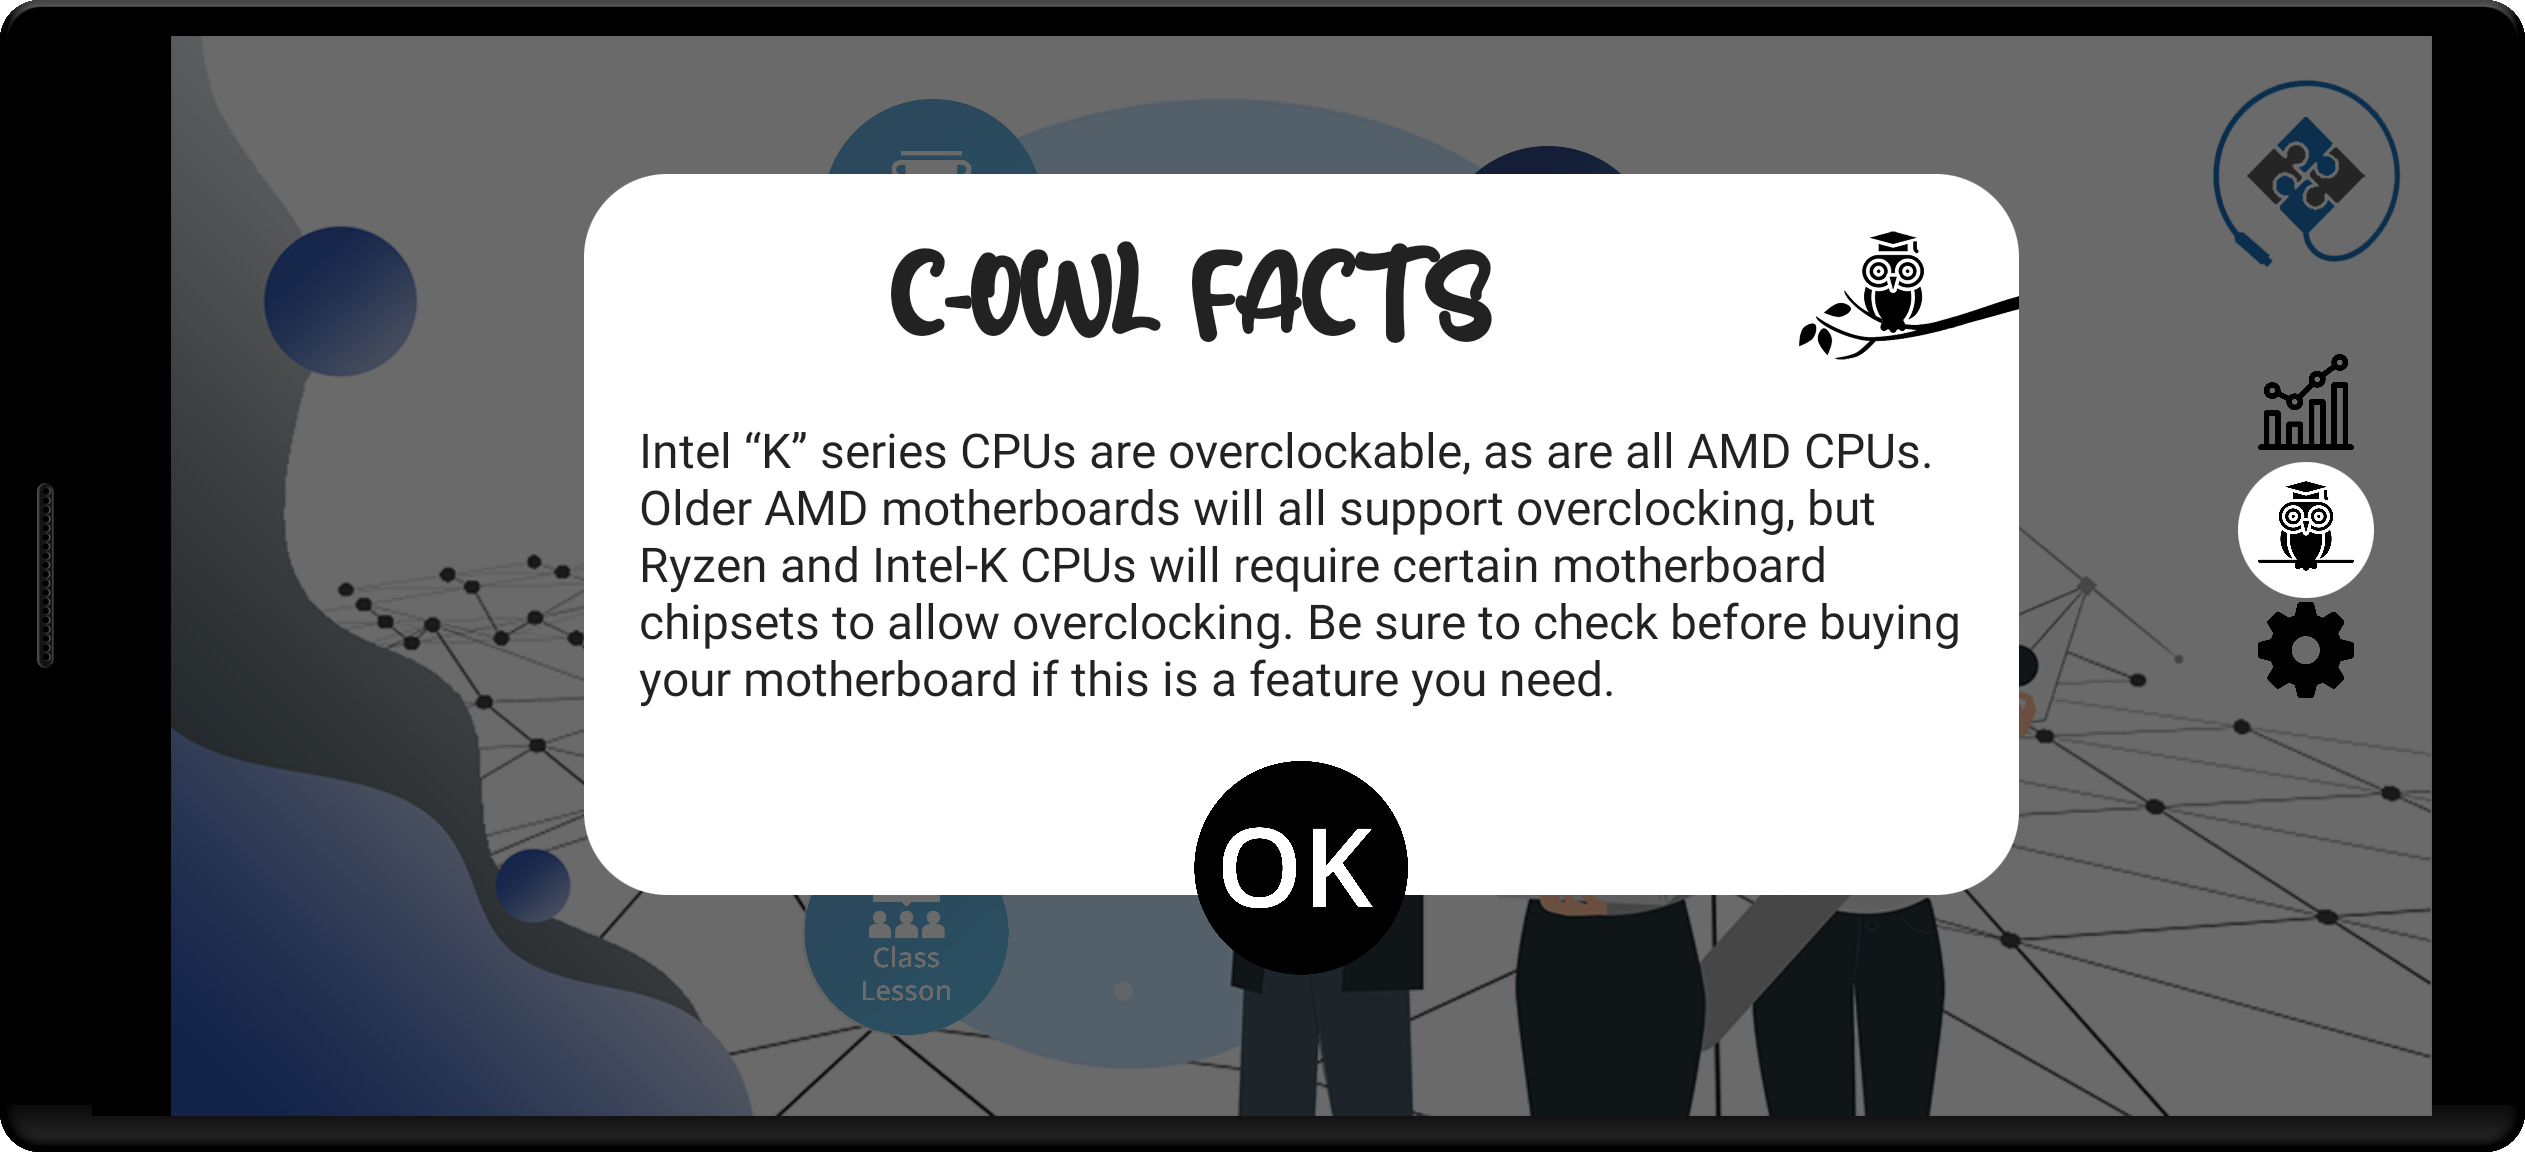 C-OWL FACTS
Intel “K” series CPUs are overclockable, as are all AMD CPUs.
Older AMD motherboards will all support overclocking, but
Ryzen and Intel-K CPUs will require certain motherboard
chipsets to allow overclocking. Be sure to check before buying
your motherboard if this is a feature you need.
OK
Class
Lesson